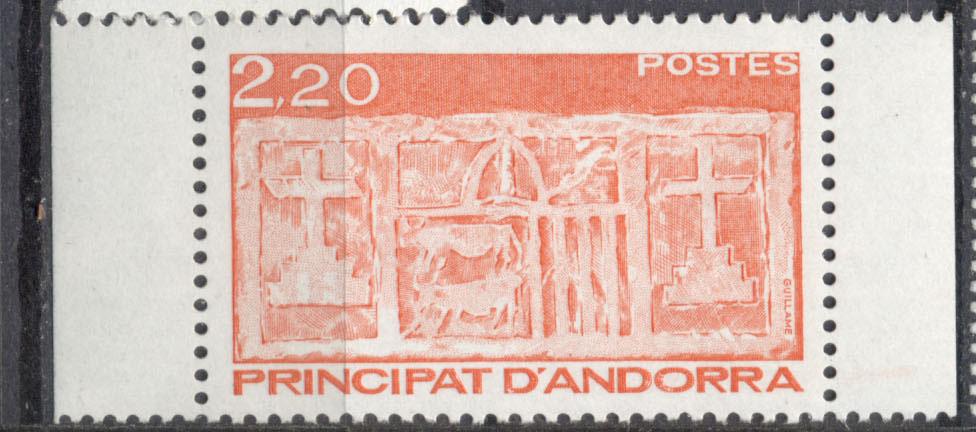 2,20
POSTES
GUILLAME
PRINCIPAT D'ANDORRA